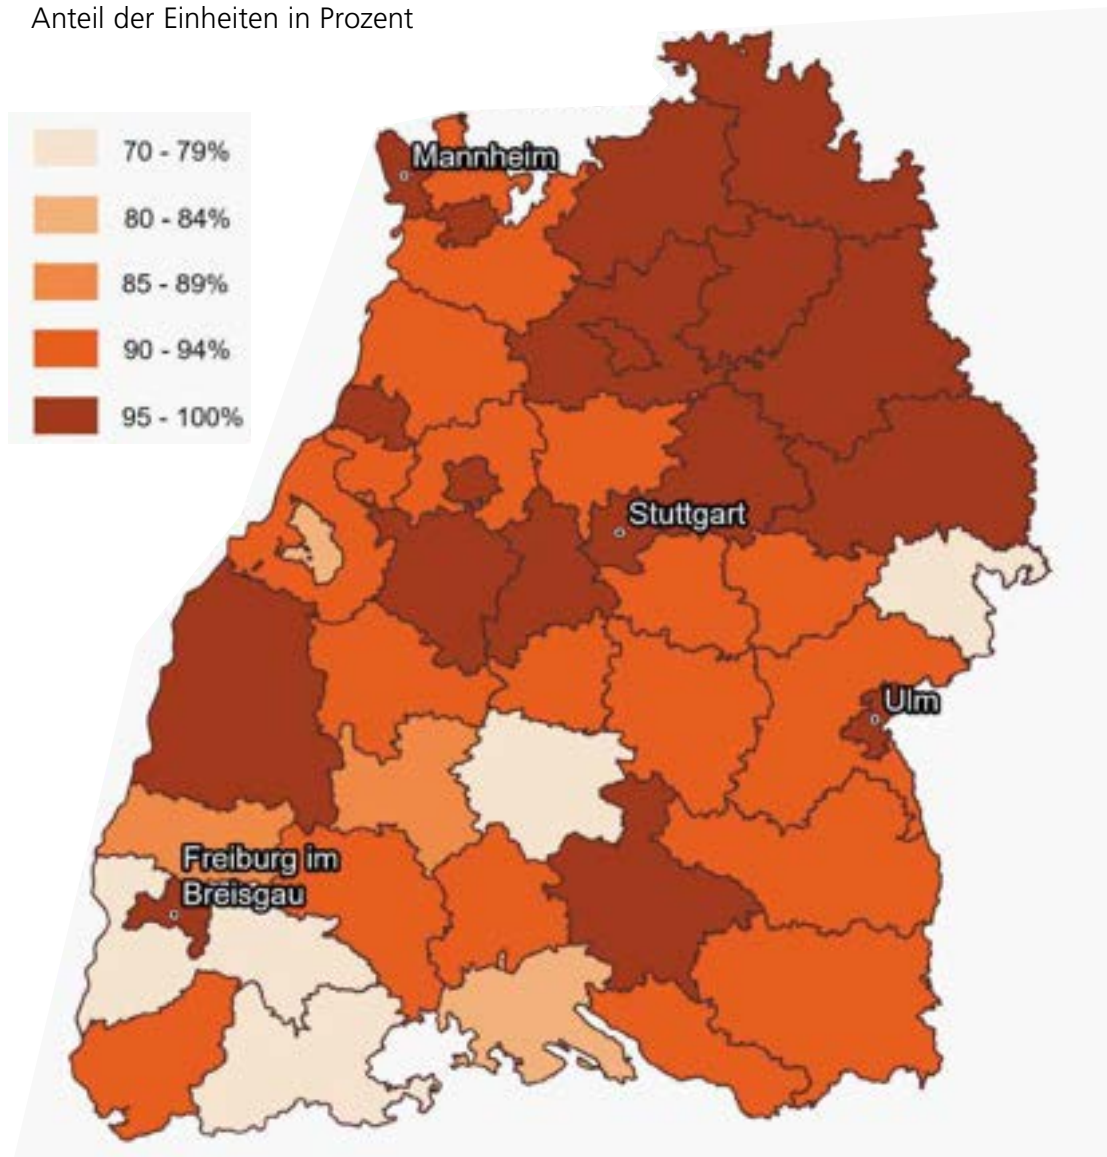 Anteil der Einheiten in Prozent
70 - 79%
80 - 84%
85 - 89%
90 - 94%
95 - 100%
Mannheim
Stuttgart
Ulm
Freiburg im
Breisgau